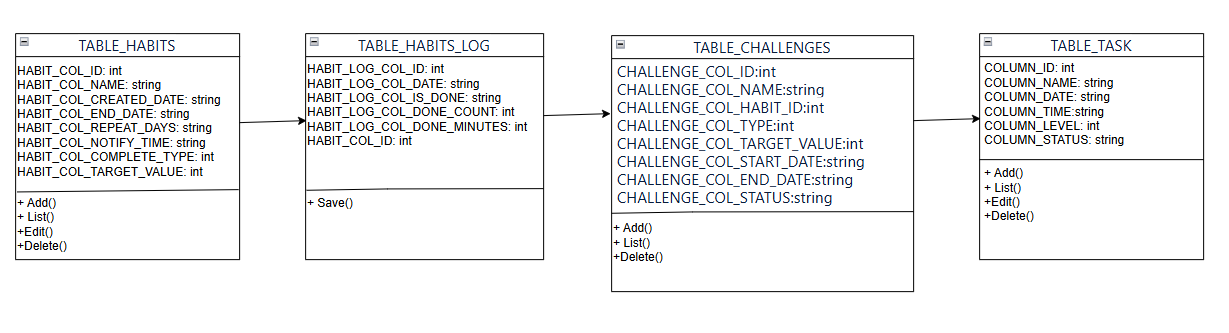 TABLE_HABITS
HABIT_COL_ID: int
HABIT_COL_NAME: string
HABIT_COL_CREATED_DATE: string
HABIT_COL_END_DATE: string
HABIT_COL_REPEAT_DAYS: string
HABIT_COL_NOTIFY_TIME: string
HABIT_COL_COMPLETE_TYPE: int
HABIT_COL_TARGET_VALUE: int
+ Add()
+ List()
+Edit()
+Delete()
TABLE_HABITS_LOG
HABIT_LOG_COL_ID: int
HABIT_LOG_COL_DATE: string
HABIT_LOG_COL_IS_DONE: string
HABIT_LOG_COL_DONE_COUNT: int
HABIT_LOG_COL_DONE_MINUTES: int
HABIT_COL_ID: int
+ Save()
TABLE_CHALLENGES
CHALLENGE_COL_ID:int
CHALLENGE_COL_NAME:string
CHALLENGE_COL_HABIT_ID:int
CHALLENGE_COL_TYPE:int
CHALLENGE_COL_TARGET_VALUE:int
CHALLENGE_COL_START_DATE:string
CHALLENGE_COL_END_DATE:string
CHALLENGE_COL_STATUS:string
+ Add()
+ List()
+Delete()
TABLE_TASK
COLUMN_ID: int
COLUMN_NAME: string
COLUMN_DATE: string
COLUMN_TIME:string
COLUMN_LEVEL: int
COLUMN_STATUS: string
+ Add()
+ List()
+Edit()
+Delete()